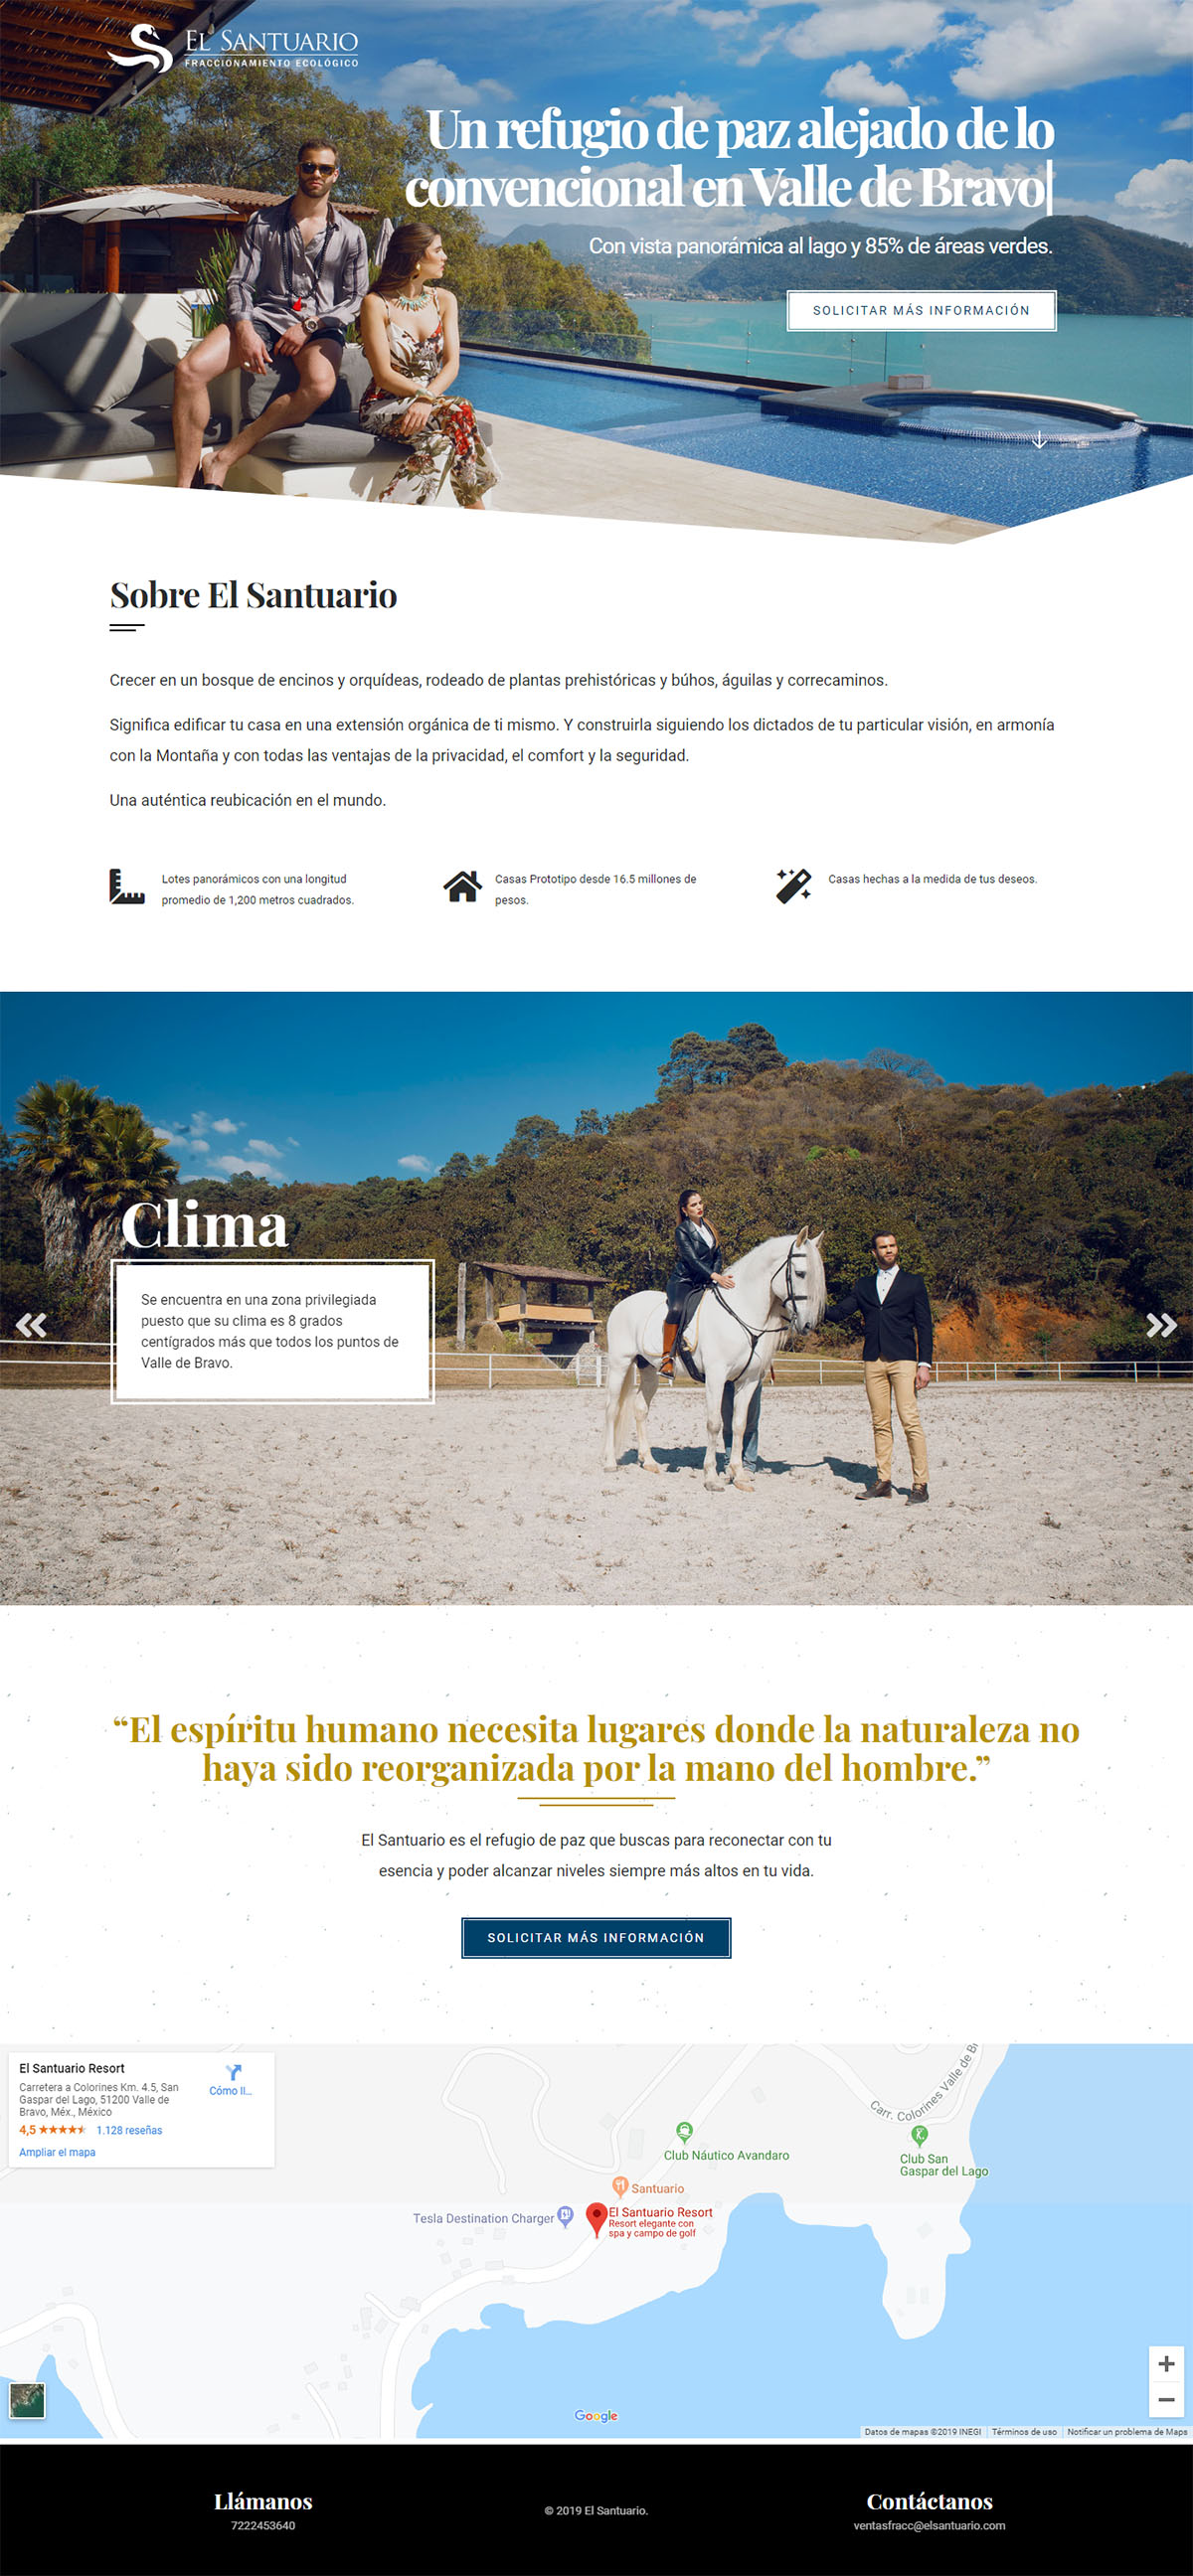 EL SANTUARIO
FRACCIONAMIENTO ECOLÓGICO
Un refugio de paz alejado de lo
convencional en Valle de Bravo|
Con vista panorámica al lago y 85% de áreas verdes.
SOLICITAR MÁS INFORMACIÓN
Sobre El Santuario
Crecer en un bosque de encinos y orquídeas, rodeado de plantas prehistóricas y búhos, águilas y correcaminos.
Significa edificar tu casa en una extensión orgánica de ti mismo. Y construirla siguiendo los dictados de tu particular visión, en armonía
con la Montaña y con todas las ventajas de la privacidad, el comfort y la seguridad.
Una auténtica reubicación en el mundo.
Lotes panorámicos con una longitud
promedio de 1,200 metros cuadrados.
Casas Prototipo desde 16.5 millones de
pesos.
Casas hechas a la medida de tus deseos.
Clima
Se encuentra en una zona privilegiada
puesto que su clima es 8 grados
centígrados más que todos los puntos de
Valle de Bravo.
“El espíritu humano necesita lugares donde la naturaleza no
haya sido reorganizada por la mano del hombre.”
El Santuario es el refugio de paz que buscas para reconectar con tu
esencia y poder alcanzar niveles siempre más altos en tu vida.
SOLICITAR MÁS INFORMACIÓN
El Santuario Resort
Carretera a Colorines Km. 4.5, San
Gaspar del Lago, 51200 Valle de
Bravo, Méx., México
4,5 1.128 reseñas
Ampliar el mapa
Cómo ll...
Carr. Colorines Valle de B
Club Náutico Avandaro
Club San
Gaspar del Lago
Santuario
Tesla Destination Charger
El Santuario Resort
Resort elegante con
spa y campo de golf
Google
Datos de mapas ©2019 INEGI
Términos de uso
Notificar un problema de Maps
Llámanos
7222453640
© 2019 El Santuario.
Contáctanos
ventasfracc@elsantuario.com